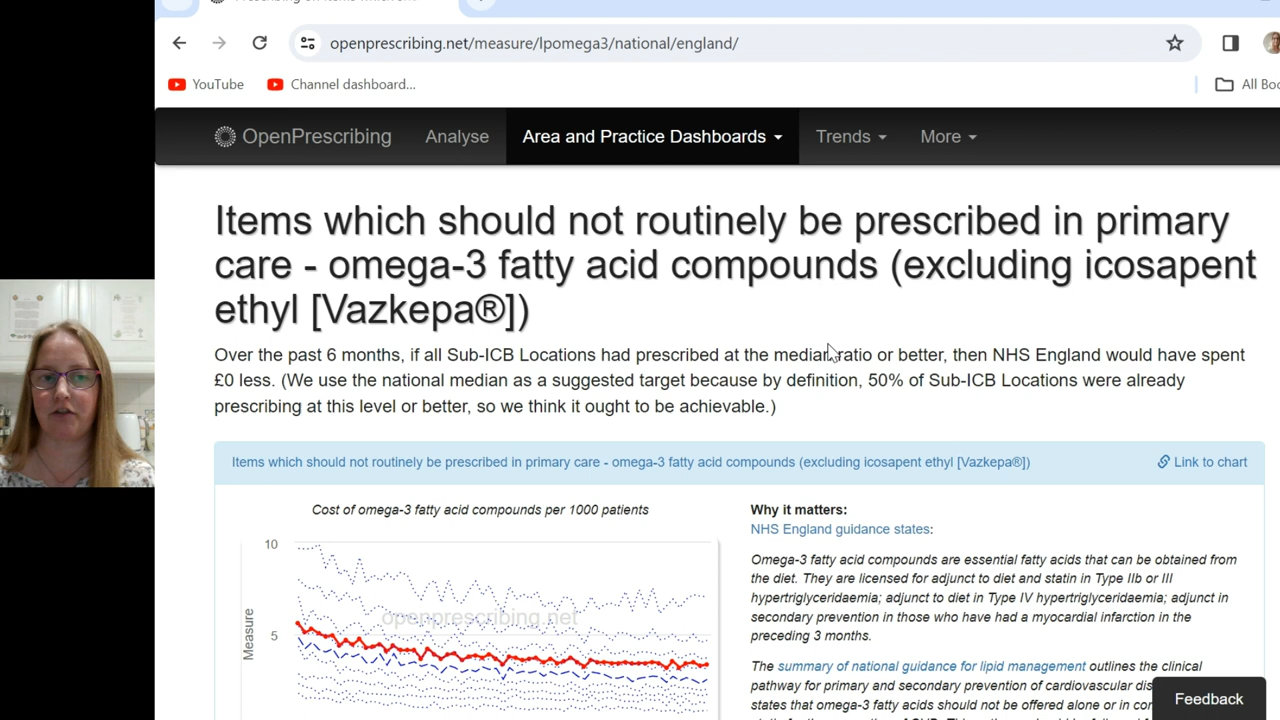 openprescribing.net/measure/lpomega3/national/england/
YouTube
Channel dashboard...
All Boo
OpenPrescribing
Analyse
Area and Practice Dashboards
Trends
More
Items which should not routinely be prescribed in primary
care - omega-3 fatty acid compounds (excluding icosapent
ethyl [Vazkepa®])
Over the past 6 months, if all Sub-ICB Locations had prescribed at the median ratio or better, then NHS England would have spent
£0 less. (We use the national median as a suggested target because by definition, 50% of Sub-ICB Locations were already
prescribing at this level or better, so we think it ought to be achievable.)
Items which should not routinely be prescribed in primary care - omega-3 fatty acid compounds (excluding icosapent ethyl [Vazkepa®])
Link to chart
Cost of omega-3 fatty acid compounds per 1000 patients
10
5
Measure
openprescribing.net
Why it matters:
NHS England guidance states:
Omega-3 fatty acid compounds are essential fatty acids that can be obtained from
the diet. They are licensed for adjunct to diet and statin in Type IIb or III
hypertriglyceridaemia; adjunct to diet in Type IV hypertriglyceridaemia; adjunct in
secondary prevention in those who have had a myocardial infarction in the
preceding 3 months.
The summary of national guidance for lipid management outlines the clinical
pathway for primary and secondary prevention of cardiovascular dis
states that omega-3 fatty acids should not be offered alone or in con
Feedback